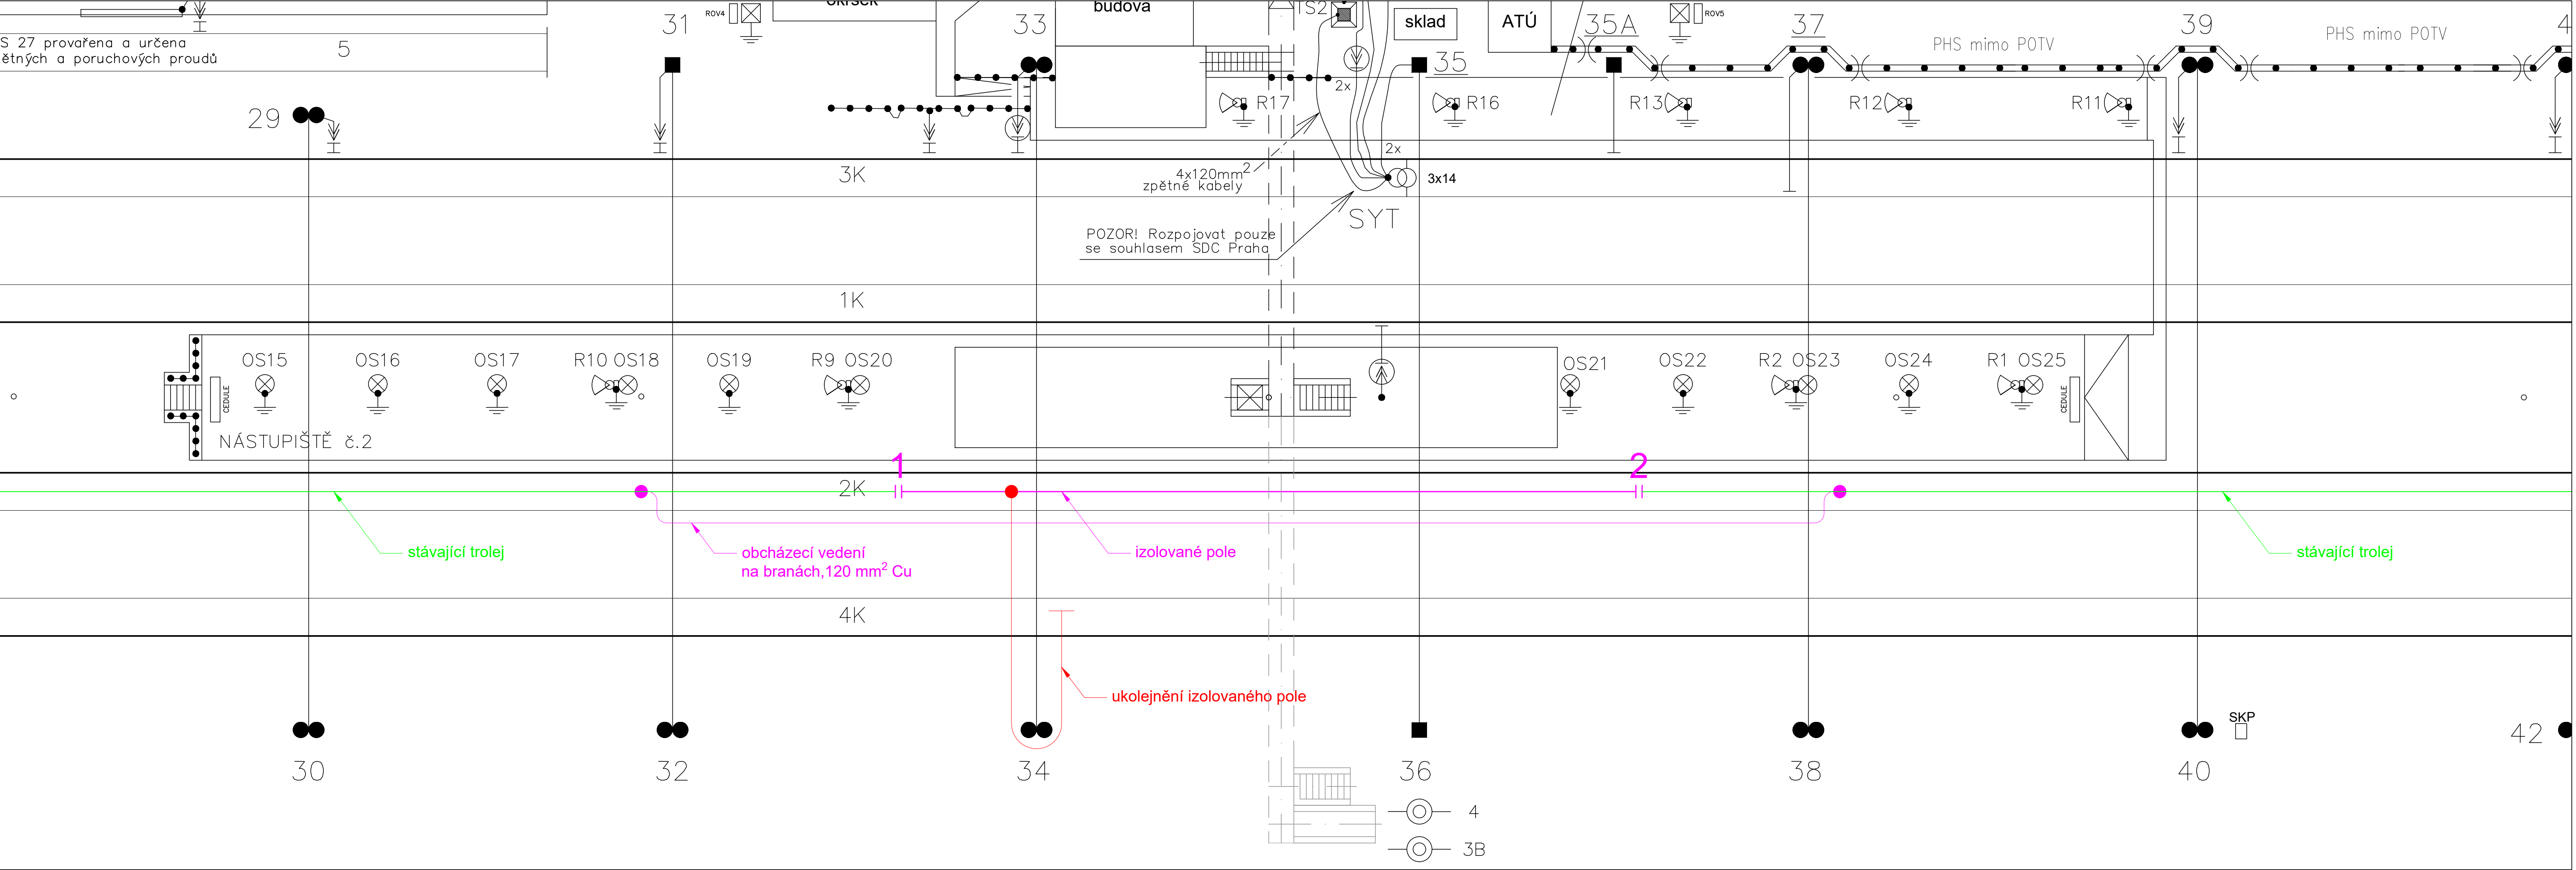 budova
TS2
sklad
ATÚ
31
ROV4
33
35A
ROV5
37
39
PHS mimo POTV
PHS mimo POTV
S 27 provařena a určena
ětných a poruchových proudů
5
35
29
2x
R17
R16
R13
R12
R11
3K
2x
4x120mm2
zpětné kabely
3x14
SYT
POZOR! Rozpojovat pouze
se souhlasem SDC Praha
1K
OS15
OS16
OS17
R10 OS18
OS19
R9 OS20
OS21
OS22
R2 OS23
OS24
R1 OS25
CEDULE
CEDULE
NÁSTUPIŠTĚ č.2
1
2
2K
stávající trolej
obcházecí vedení
na branách,120 mm2 Cu
izolované pole
stávající trolej
4K
ukolejnění izolovaného pole
SKP
42
30
32
34
36
38
40
4
3B